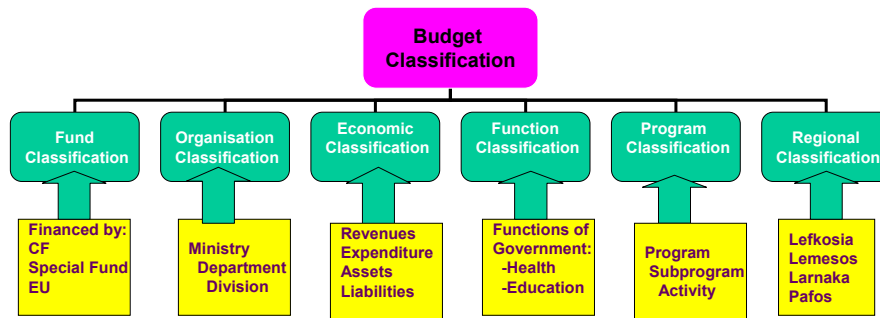 Budget
Classification
Fund
Classification
Organisation
Classification
Economic
Classification
Function
Classification
Program
Classification
Regional
Classification
Financed by:
CF
Special Fund
EU
Ministry
Department
Division
Revenues
Expenditure
Assets
Liabilities
Functions of
Government:
-Health
-Education
Program
Subprogram
Activity
Lefkosia
Lemesos
Larnaka
Pafos